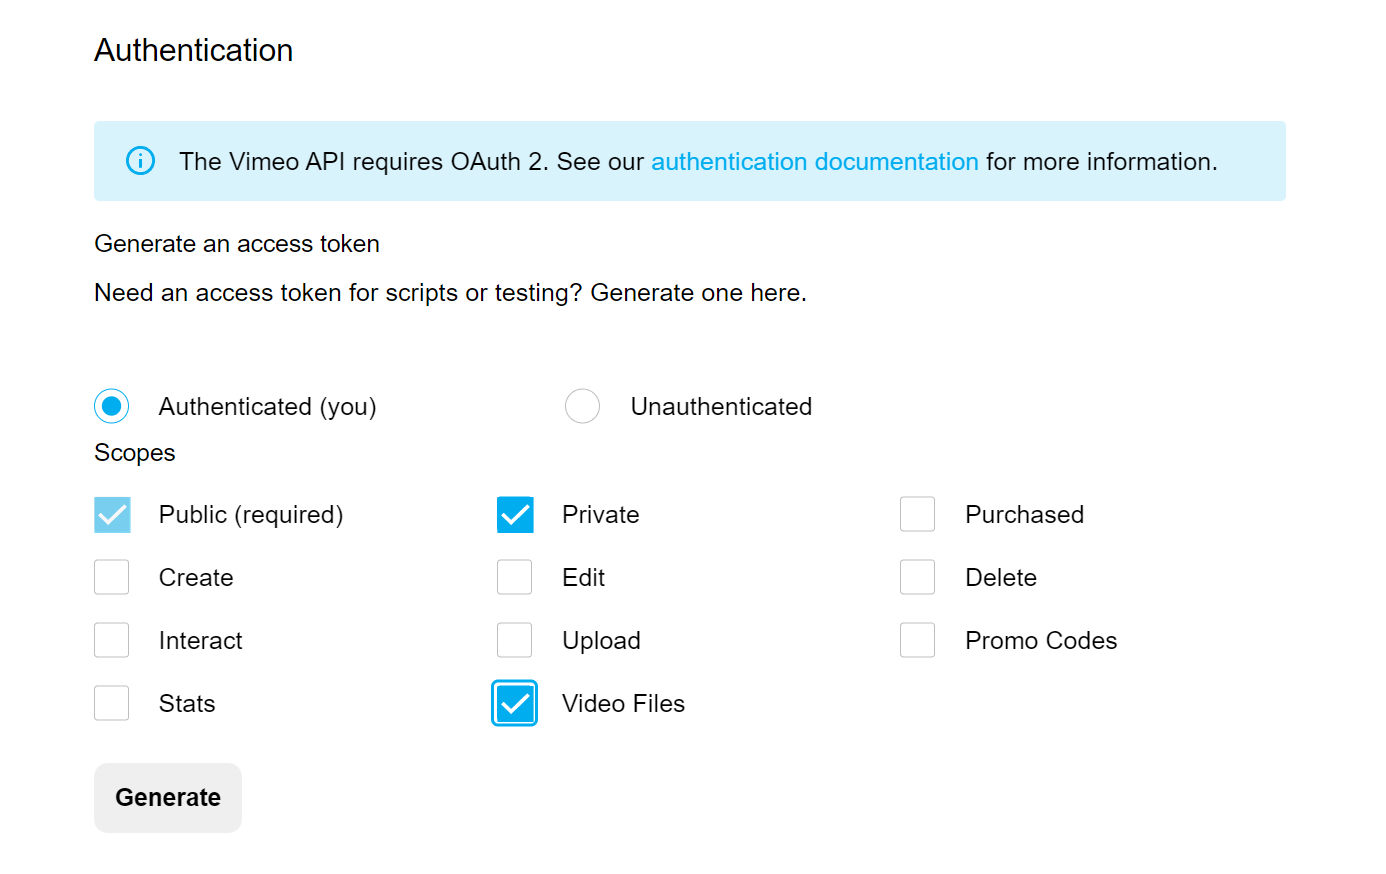 Authentication
The Vimeo API requires OAuth 2. See our authentication documentation for more information.
Generate an access token
Need an access token for scripts or testing? Generate one here.
Authenticated (you) Unauthenticated
Scopes
Public (required) Private Purchased
Create Edit Delete
Interact Upload Promo Codes
Stats Video Files
Generate